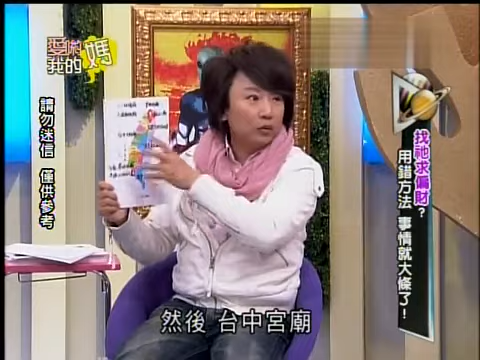 愛你
我的媽
請勿迷信 僅供參考
找祂求偏財?
用錯方法 事情就大條了!
然後 台中宮廟